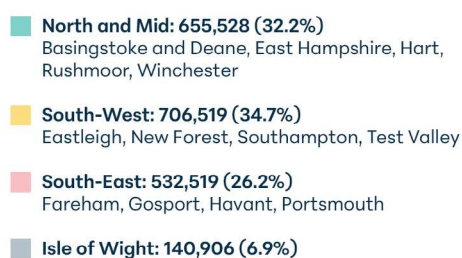 North and Mid: 655,528 (32.2%)
Basingstoke and Deane, East Hampshire, Hart,
Rushmoor, Winchester
South-West: 706,519 (34.7%)
Eastleigh, New Forest, Southampton, Test Valley
South-East: 532,519 (26.2%)
Fareham, Gosport, Havant, Portsmouth
Isle of Wight: 140,906 (6.9%)